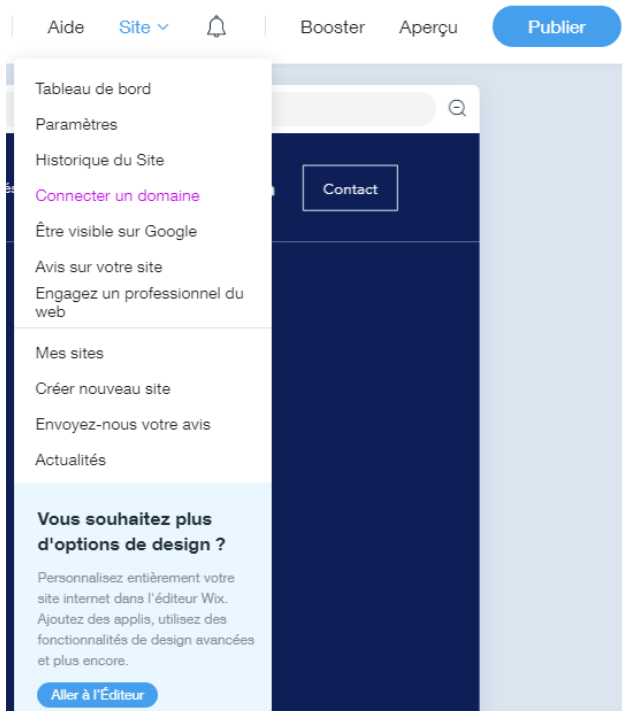 Aide Site Booster Aperçu Publier
Tableau de bord
Paramètres
Historique du Site
Contact
Connecter un domaine
Être visible sur Google
Avis sur votre site
Engagez un professionnel du
web
Mes sites
Créer nouveau site
Envoyez-nous votre avis
Actualités
Vous souhaitez plus
d'options de design ?
Personnalisez entièrement votre
site internet dans l'éditeur Wix.
Ajoutez des applis, utilisez des
fonctionnalités de design avancées
et plus encore.
Aller à l'Éditeur